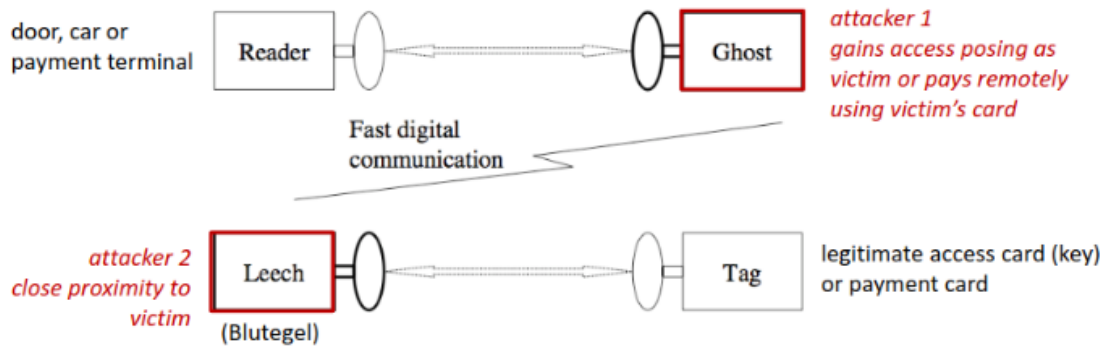 door, car or
payment terminal
Reader
Ghost
attacker 1
gains access posing as
victim or pays remotely
using victim's card
Fast digital
communication
attacker 2
close proximity to
victim
Leech
(Blutegel)
Tag
legitimate access card (key)
or payment card